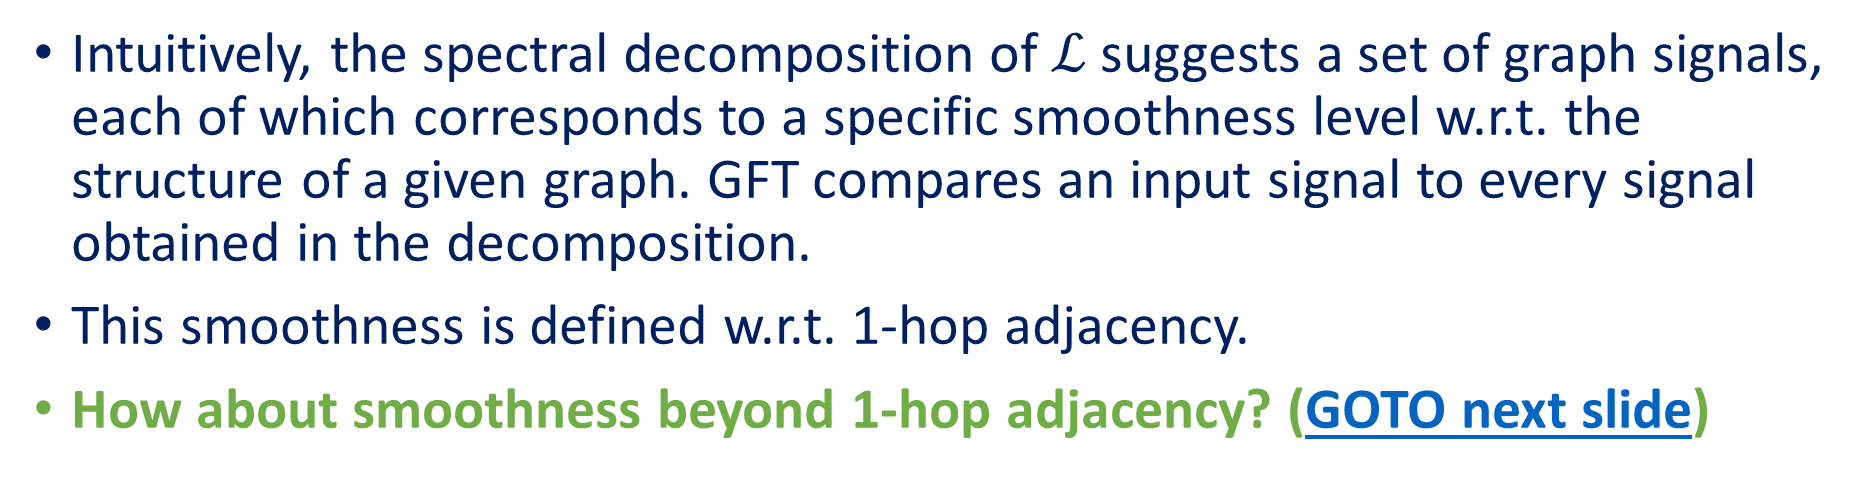 • Intuitively, the spectral decomposition of ℒ suggests a set of graph signals,
each of which corresponds to a specific smoothness level w.r.t. the
structure of a given graph. GFT compares an input signal to every signal
obtained in the decomposition.
• This smoothness is defined w.r.t. 1-hop adjacency.
• How about smoothness beyond 1-hop adjacency? (GOTO next slide)